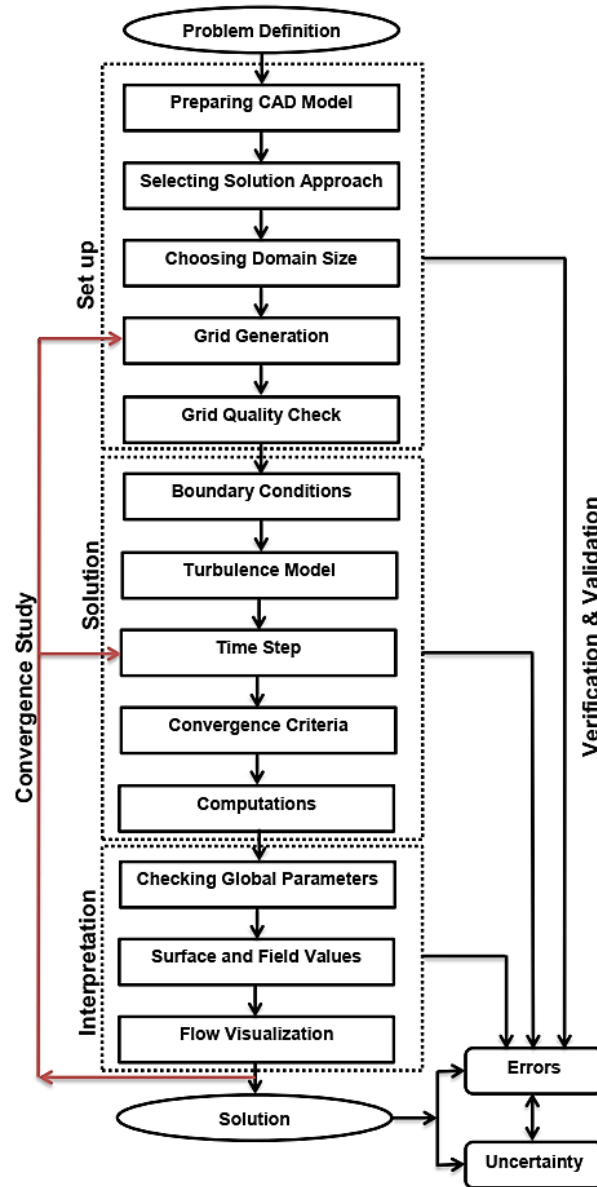 Problem Definition
Preparing CAD Model
Selecting Solution Approach
Choosing Domain Size
Grid Generation
Grid Quality Check
Set up
Boundary Conditions
Turbulence Model
Time Step
Convergence Criteria
Computations
Solution
Checking Global Parameters
Surface and Field Values
Flow Visualization
Interpretation
Solution
Convergence Study
Verification & Validation
Errors
Uncertainty